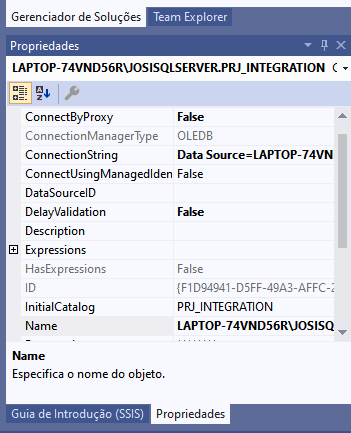 Gerenciador de Soluções Team Explorer
Propriedades
LAPTOP-74VND56R\JOSISQLSERVER.PRJ_INTEGRATION C
ConnectByProxy False
ConnectionManagerType OLEDB
ConnectionString Data Source=LAPTOP-74VN
ConnectUsingManagedIden False
DataSourceID
DelayValidation False
Description
Expressions
HasExpressions False
ID {F1D94941-D5FF-49A3-AFFC-2
InitialCatalog PRJ_INTEGRATION
Name LAPTOP-74VND56R\JOSISQ
Name
Especifica o nome do objeto.
Guia de Introdução (SSIS) Propriedades